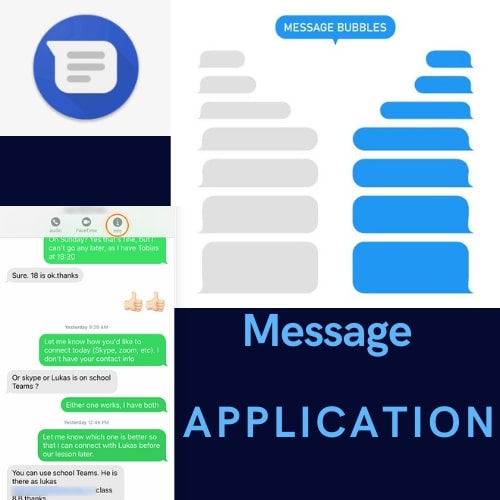 MESSAGE BUBBLES
audio
FaceTime
info
On Sunday? Yes that's fine, but I
can't go any later, as I have Tobias
at 18:30
Sure. 18 is ok.thanks
Yesterday 9:28 AM
Let me know how you'd like to
connect today (Skype, zoom, etc). I
don't have your contact info
Or skype or Lukas is on school
Teams ?
Either one works, I have both
Yesterday 12:46 PM
Let me know which one is better so
that I can connect with Lukas before
our lesson later.
You can use school Teams. He is
there as lukas
class
8.B thanks
Message
APPLICATION